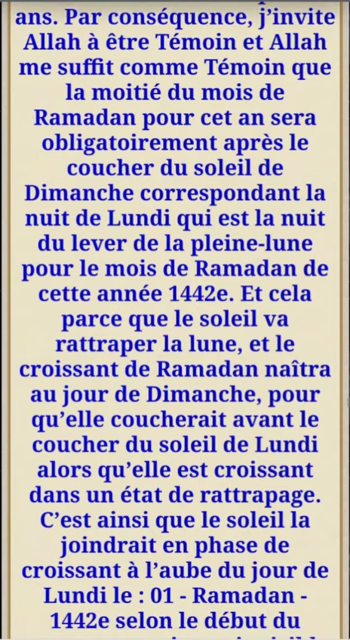 ans. Par conséquence, j’invite
Allah à être Témoin et Allah
me suffit comme Témoin que
la moitié du mois de
Ramadan pour cet an sera
obligatoirement après le
coucher du soleil de
Dimanche correspondant la
nuit de Lundi qui est la nuit
du lever de la pleine-lune
pour le mois de Ramadan de
cette année 1442e. Et cela
parce que le soleil va
rattraper la lune, et le
croissant de Ramadan naîtra
au jour de Dimanche, pour
qu’elle coucherait avant le
coucher du soleil de Lundi
alors qu’elle est croissant
dans un état de rattrapage.
C’est ainsi que le soleil la
joindrait en phase de
croissant à l’aube du jour de
Lundi le : 01 - Ramadan -
1442e selon le début du